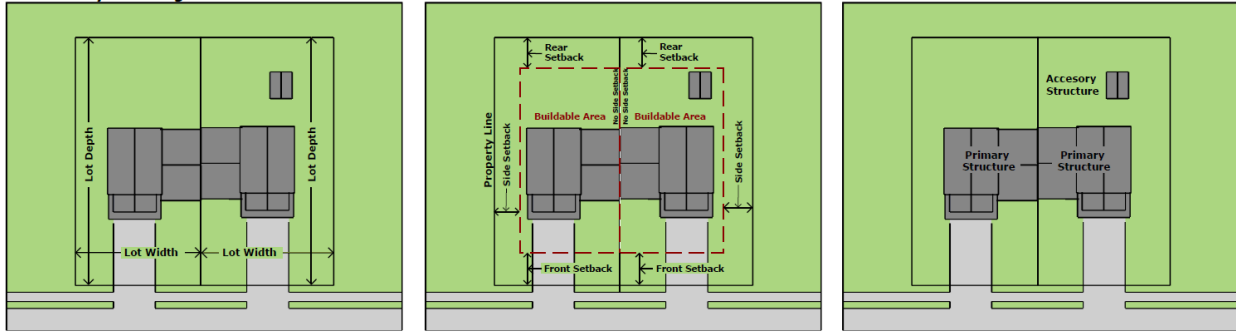 Lot Depth
Lot Depth
Lot Width
Lot Width
Rear
Setback
Rear
Setback
No Side Setback
No Side Setback
Buildable Area
Buildable Area
Property Line
Side Setback
Side Setback
Front Setback
Front Setback
Accesory
Structure
Primary
Structure
Primary
Structure